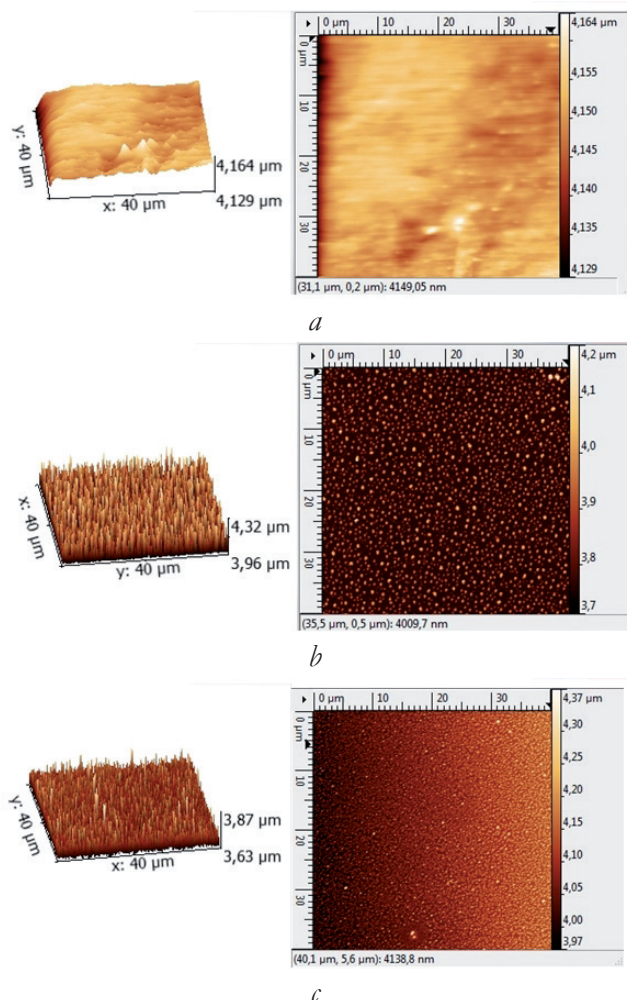 0 µm 10 20 30
0 µm
10
20
30
4,164 µm
4,155
4,150
4,145
4,140
4,135
4,129
y: 40 µm
x: 40 µm
4,164 µm
4,129 µm
(31,1 µm, 0,2 µm): 4149,05 nm
a
0 µm 10 20 30
0 µm
10
20
30
4,2 µm
4,1
4,0
3,9
3,8
3,7
x: 40 µm
y: 40 µm
4,32 µm
3,96 µm
(35,5 µm, 0,5 µm): 4009,7 nm
b
0 µm 10 20 30
0 µm
10
20
30
4,37 µm
4,30
4,25
4,20
4,15
4,10
4,05
4,00
3,97
y: 40 µm
x: 40 µm
3,87 µm
3,63 µm
(40,1 µm, 5,6 µm): 4138,8 nm
c